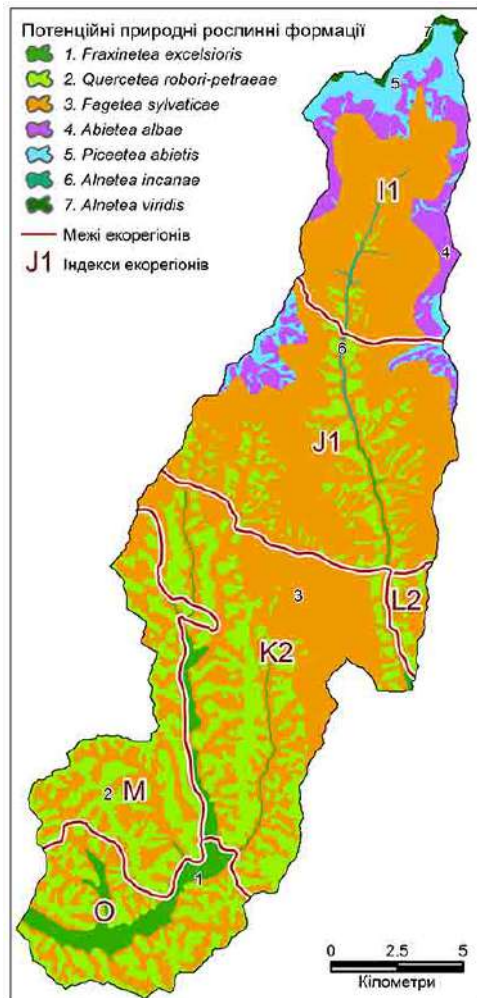 Потенційні природні рослинні формації
1. Fraxinetea excelsioris
2. Quercetea robori-petraeae
3. Fagetea sylvaticae
4. Abietea albae
5. Piceetea abietis
6. Alnetea incanae
7. Alnetea viridis
Межі екорегіонів
J1 Індекси екорегіонів
7
5
I1
4
6
J1
3
L2
K2
2 M
1
O
0 2.5 5
Кілометри